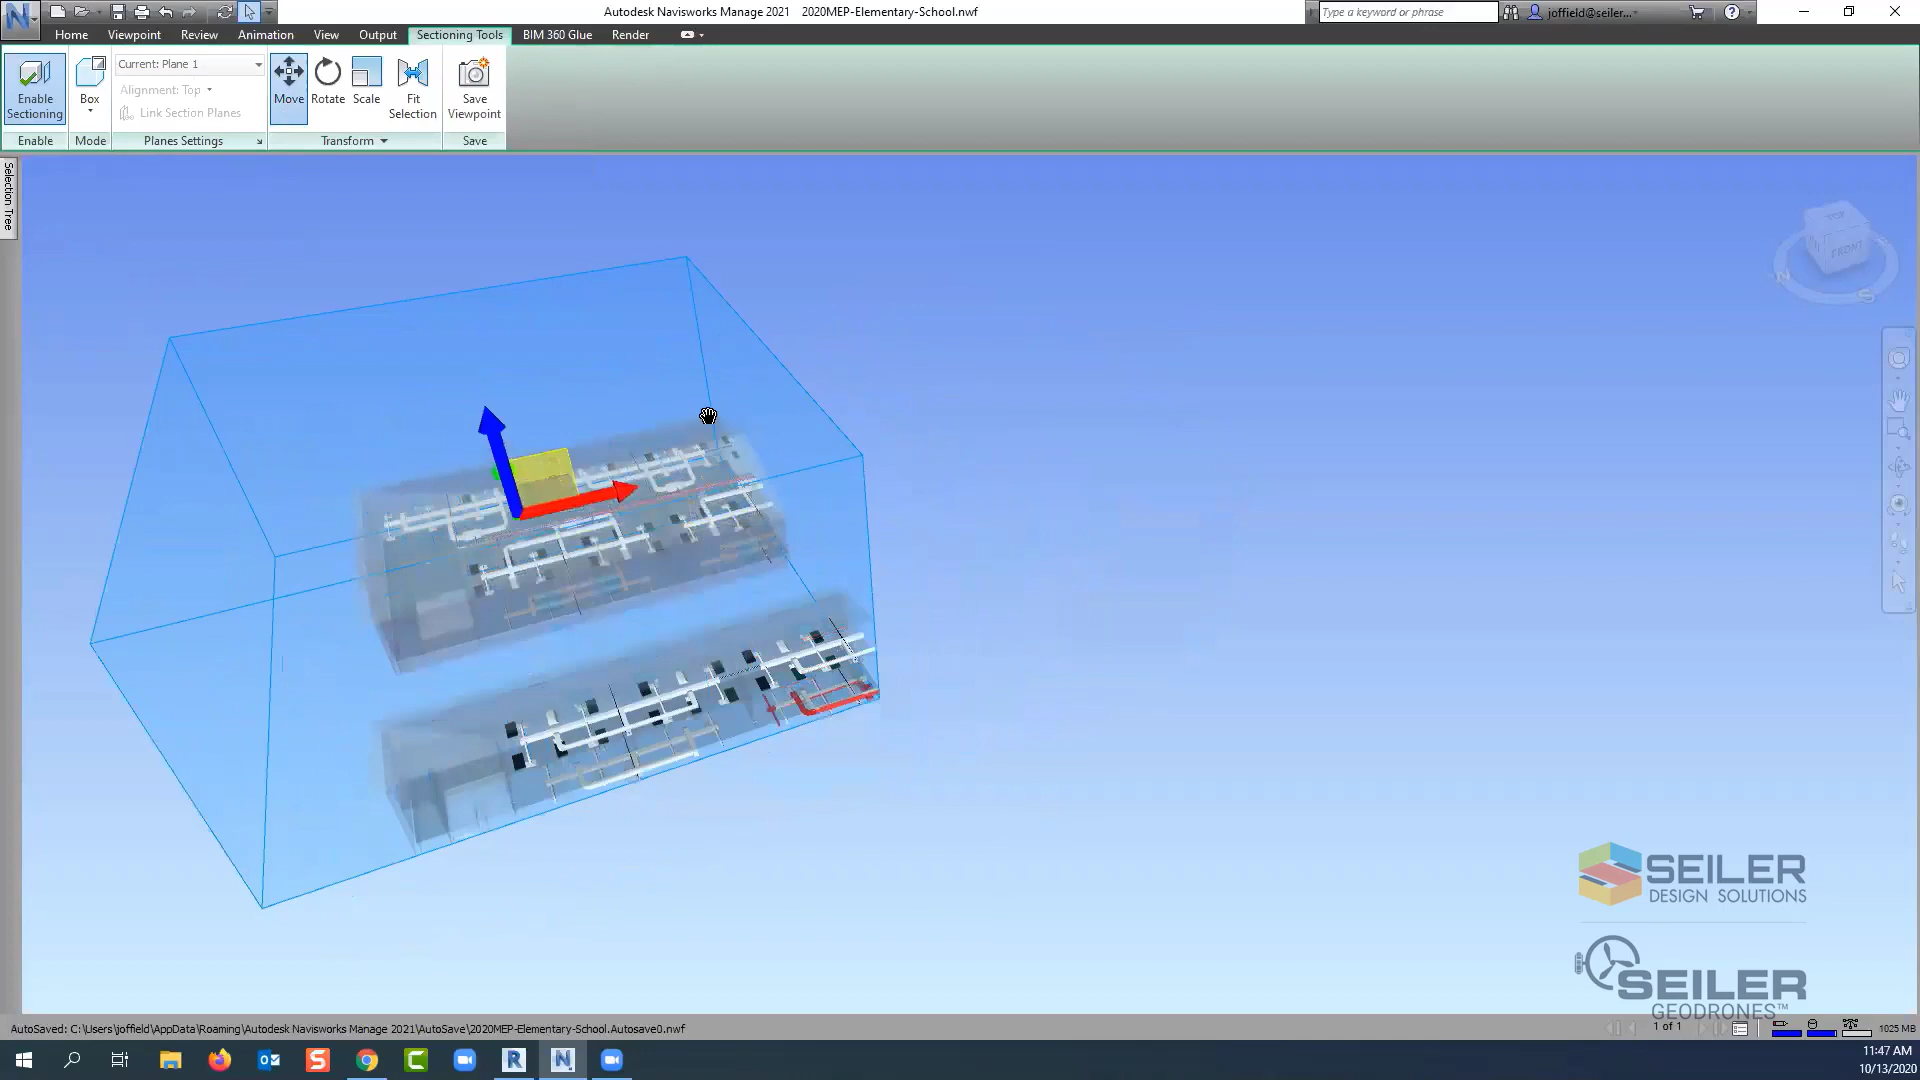 Autodesk Navisworks Manage 2021 2020MEP-Elementary-School.nwf
Type a keyword or phrase
joffield@seiler...
Home Viewpoint Review Animation View Output Sectioning Tools BIM 360 Glue Render
Enable Sectioning
Box
Current: Plane 1
Alignment: Top
Link Section Planes
Move Rotate Scale Fit Selection
Save Viewpoint
Enable Mode Planes Settings Transform Save
Selection Tree
TOP
FRONT
N
S
SEILER
DESIGN SOLUTIONS
SEILER
GEODRONES™
AutoSaved: C:\Users\joffield\AppData\Roaming\Autodesk Navisworks Manage 2021\AutoSave\2020MEP-Elementary-School.Autosave0.nwf
1 of 1
1025 MB
11:47 AM
10/13/2020